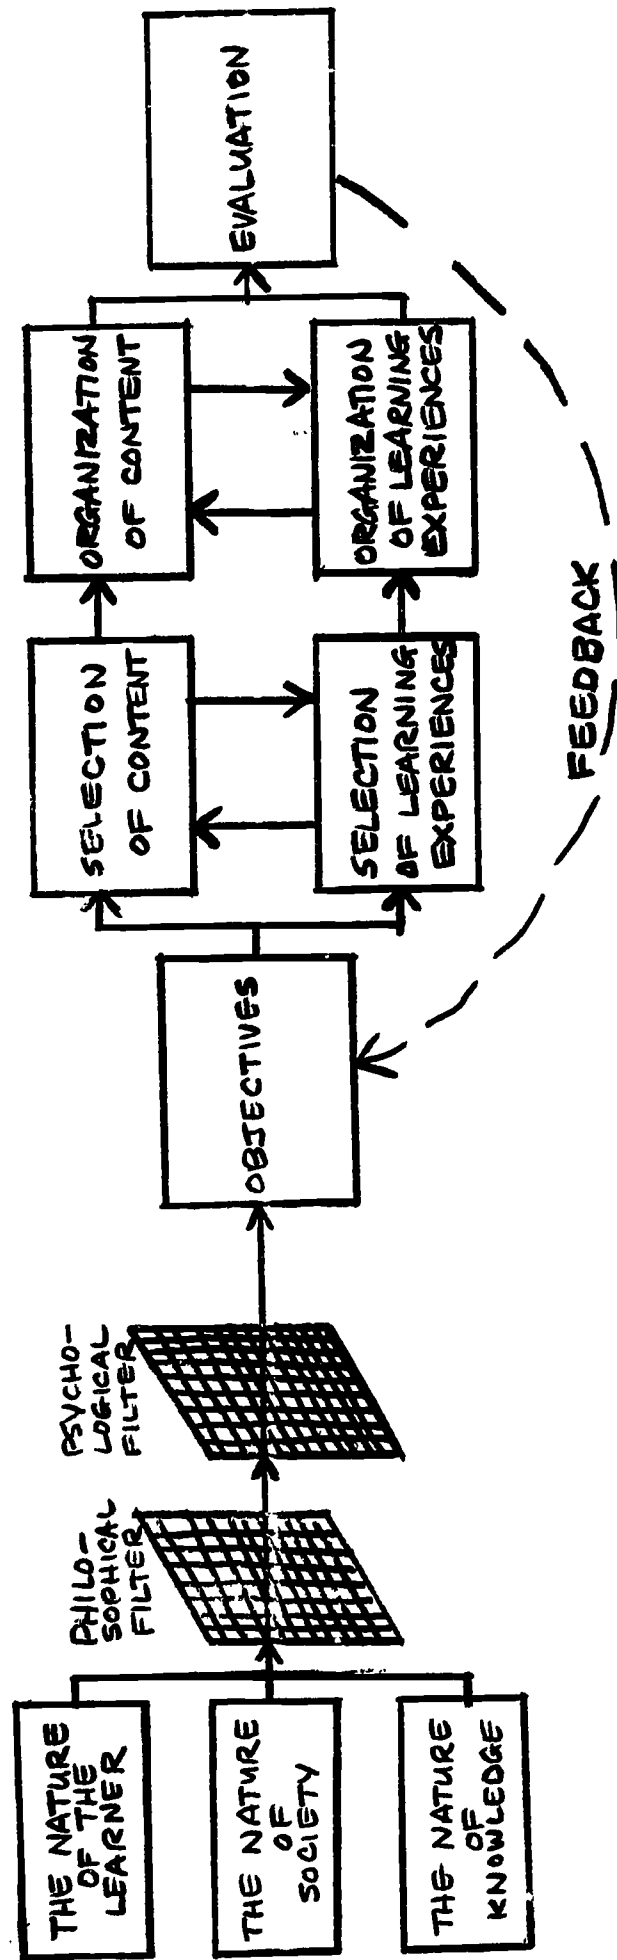 THE NATURE
OF THE
LEARNER
THE NATURE
OF
SOCIETY
THE NATURE
OF
KNOWLEDGE
PHILO-
SOPHICAL
FILTER
PSYCHO-
LOGICAL
FILTER
OBJECTIVES
SELECTION
OF CONTENT
SELECTION
OF LEARNING
EXPERIENCES
ORGANIZATION
OF CONTENT
ORGANIZATION
OF LEARNING
EXPERIENCES
EVALUATION
FEEDBACK